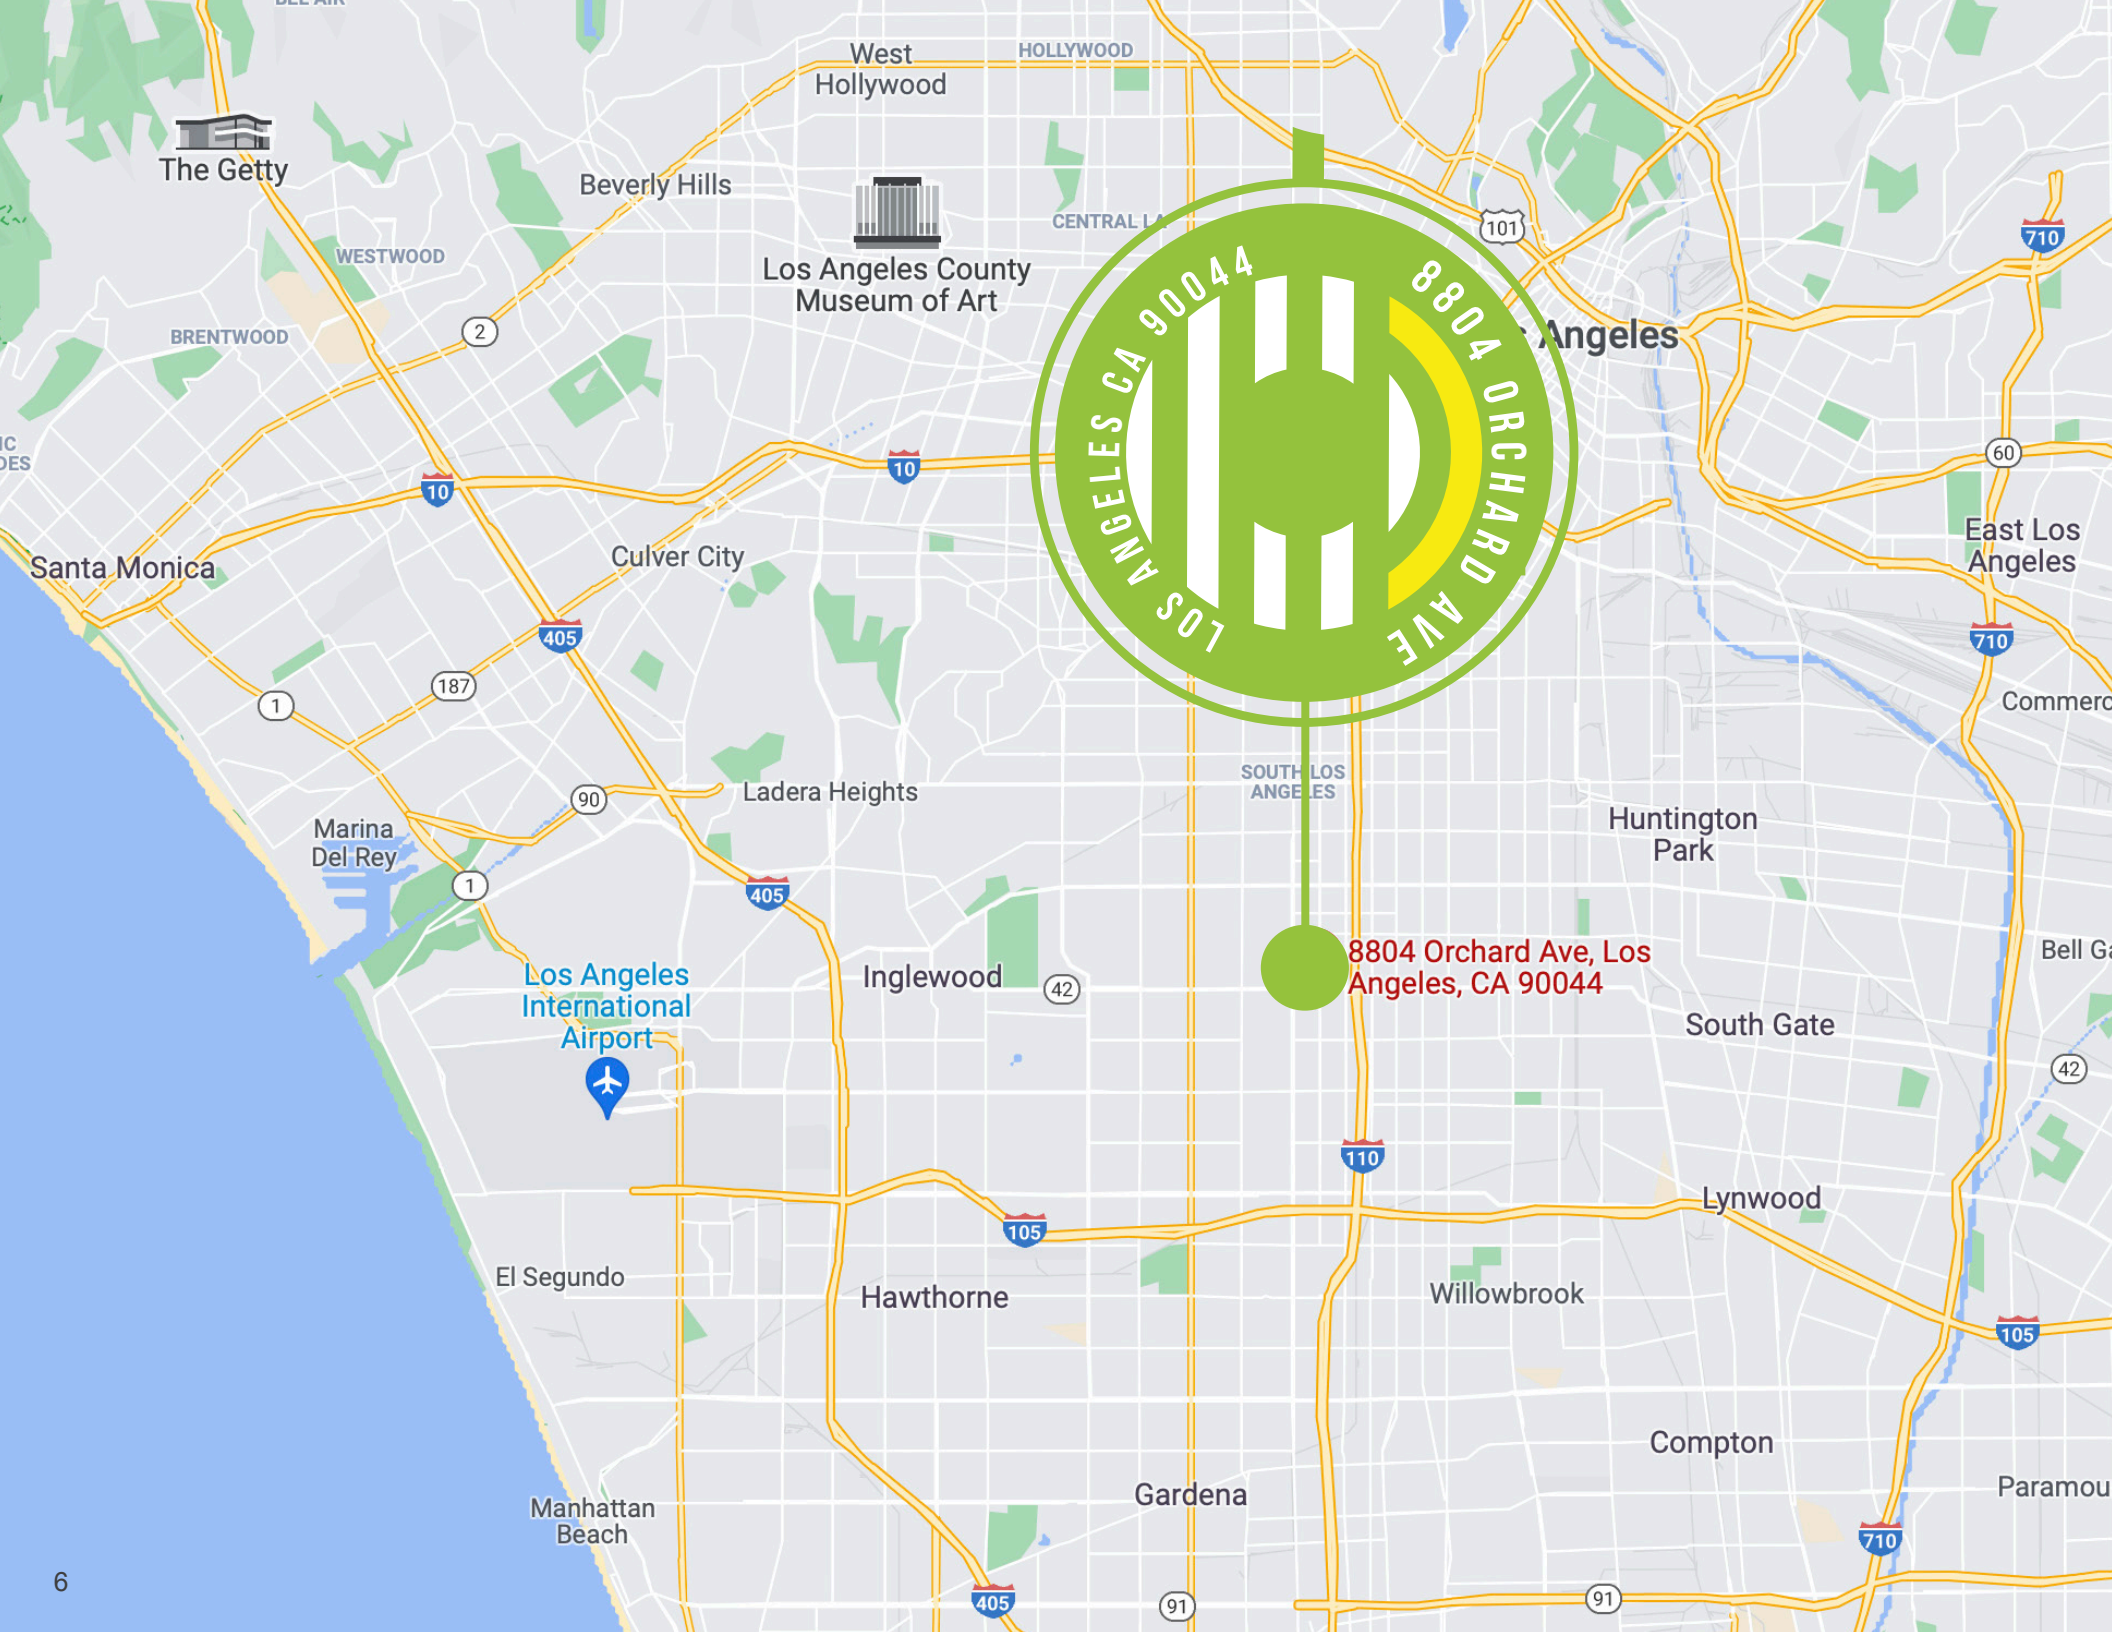 BEL AIR
West
Hollywood
HOLLYWOOD
The Getty
Beverly Hills
CENTRAL LA
101
710
WESTWOOD
Los Angeles County
Museum of Art
LOS ANGELES CA 90044
8804 ORCHARD AVE
BRENTWOOD
2
Angeles
10
10
60
East Los
Angeles
Santa Monica
Culver City
405
710
187
1
Commerc
SOUTH LOS
ANGELES
90
Ladera Heights
Huntington
Park
Marina
Del Rey
1
405
8804 Orchard Ave, Los
Angeles, CA 90044
Bell Ga
Los Angeles
International
Airport
Inglewood
42
South Gate
42
110
Lynwood
105
El Segundo
Hawthorne
Willowbrook
105
Compton
Gardena
Paramou
Manhattan
Beach
710
6
405
91
91